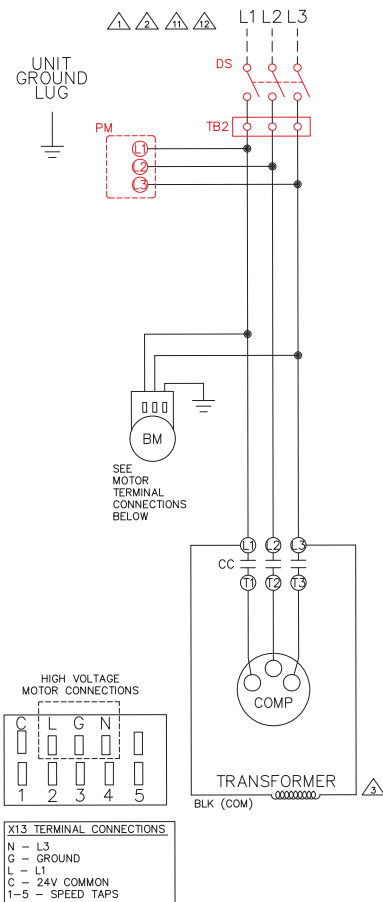 1 2 11 12
L1 L2 L3
UNIT
GROUND
LUG
DS
PM
TB2
L1
L2
L3
BM
SEE
MOTOR
TERMINAL
CONNECTIONS
BELOW
L1 L2 L3
CC
T1 T2 T3
COMP
HIGH VOLTAGE
MOTOR CONNECTIONS
C L G N
1 2 3 4 5
TRANSFORMER
3
BLK (COM)
X13 TERMINAL CONNECTIONS
N – L3
G – GROUND
L – L1
C – 24V COMMON
1–5 – SPEED TAPS